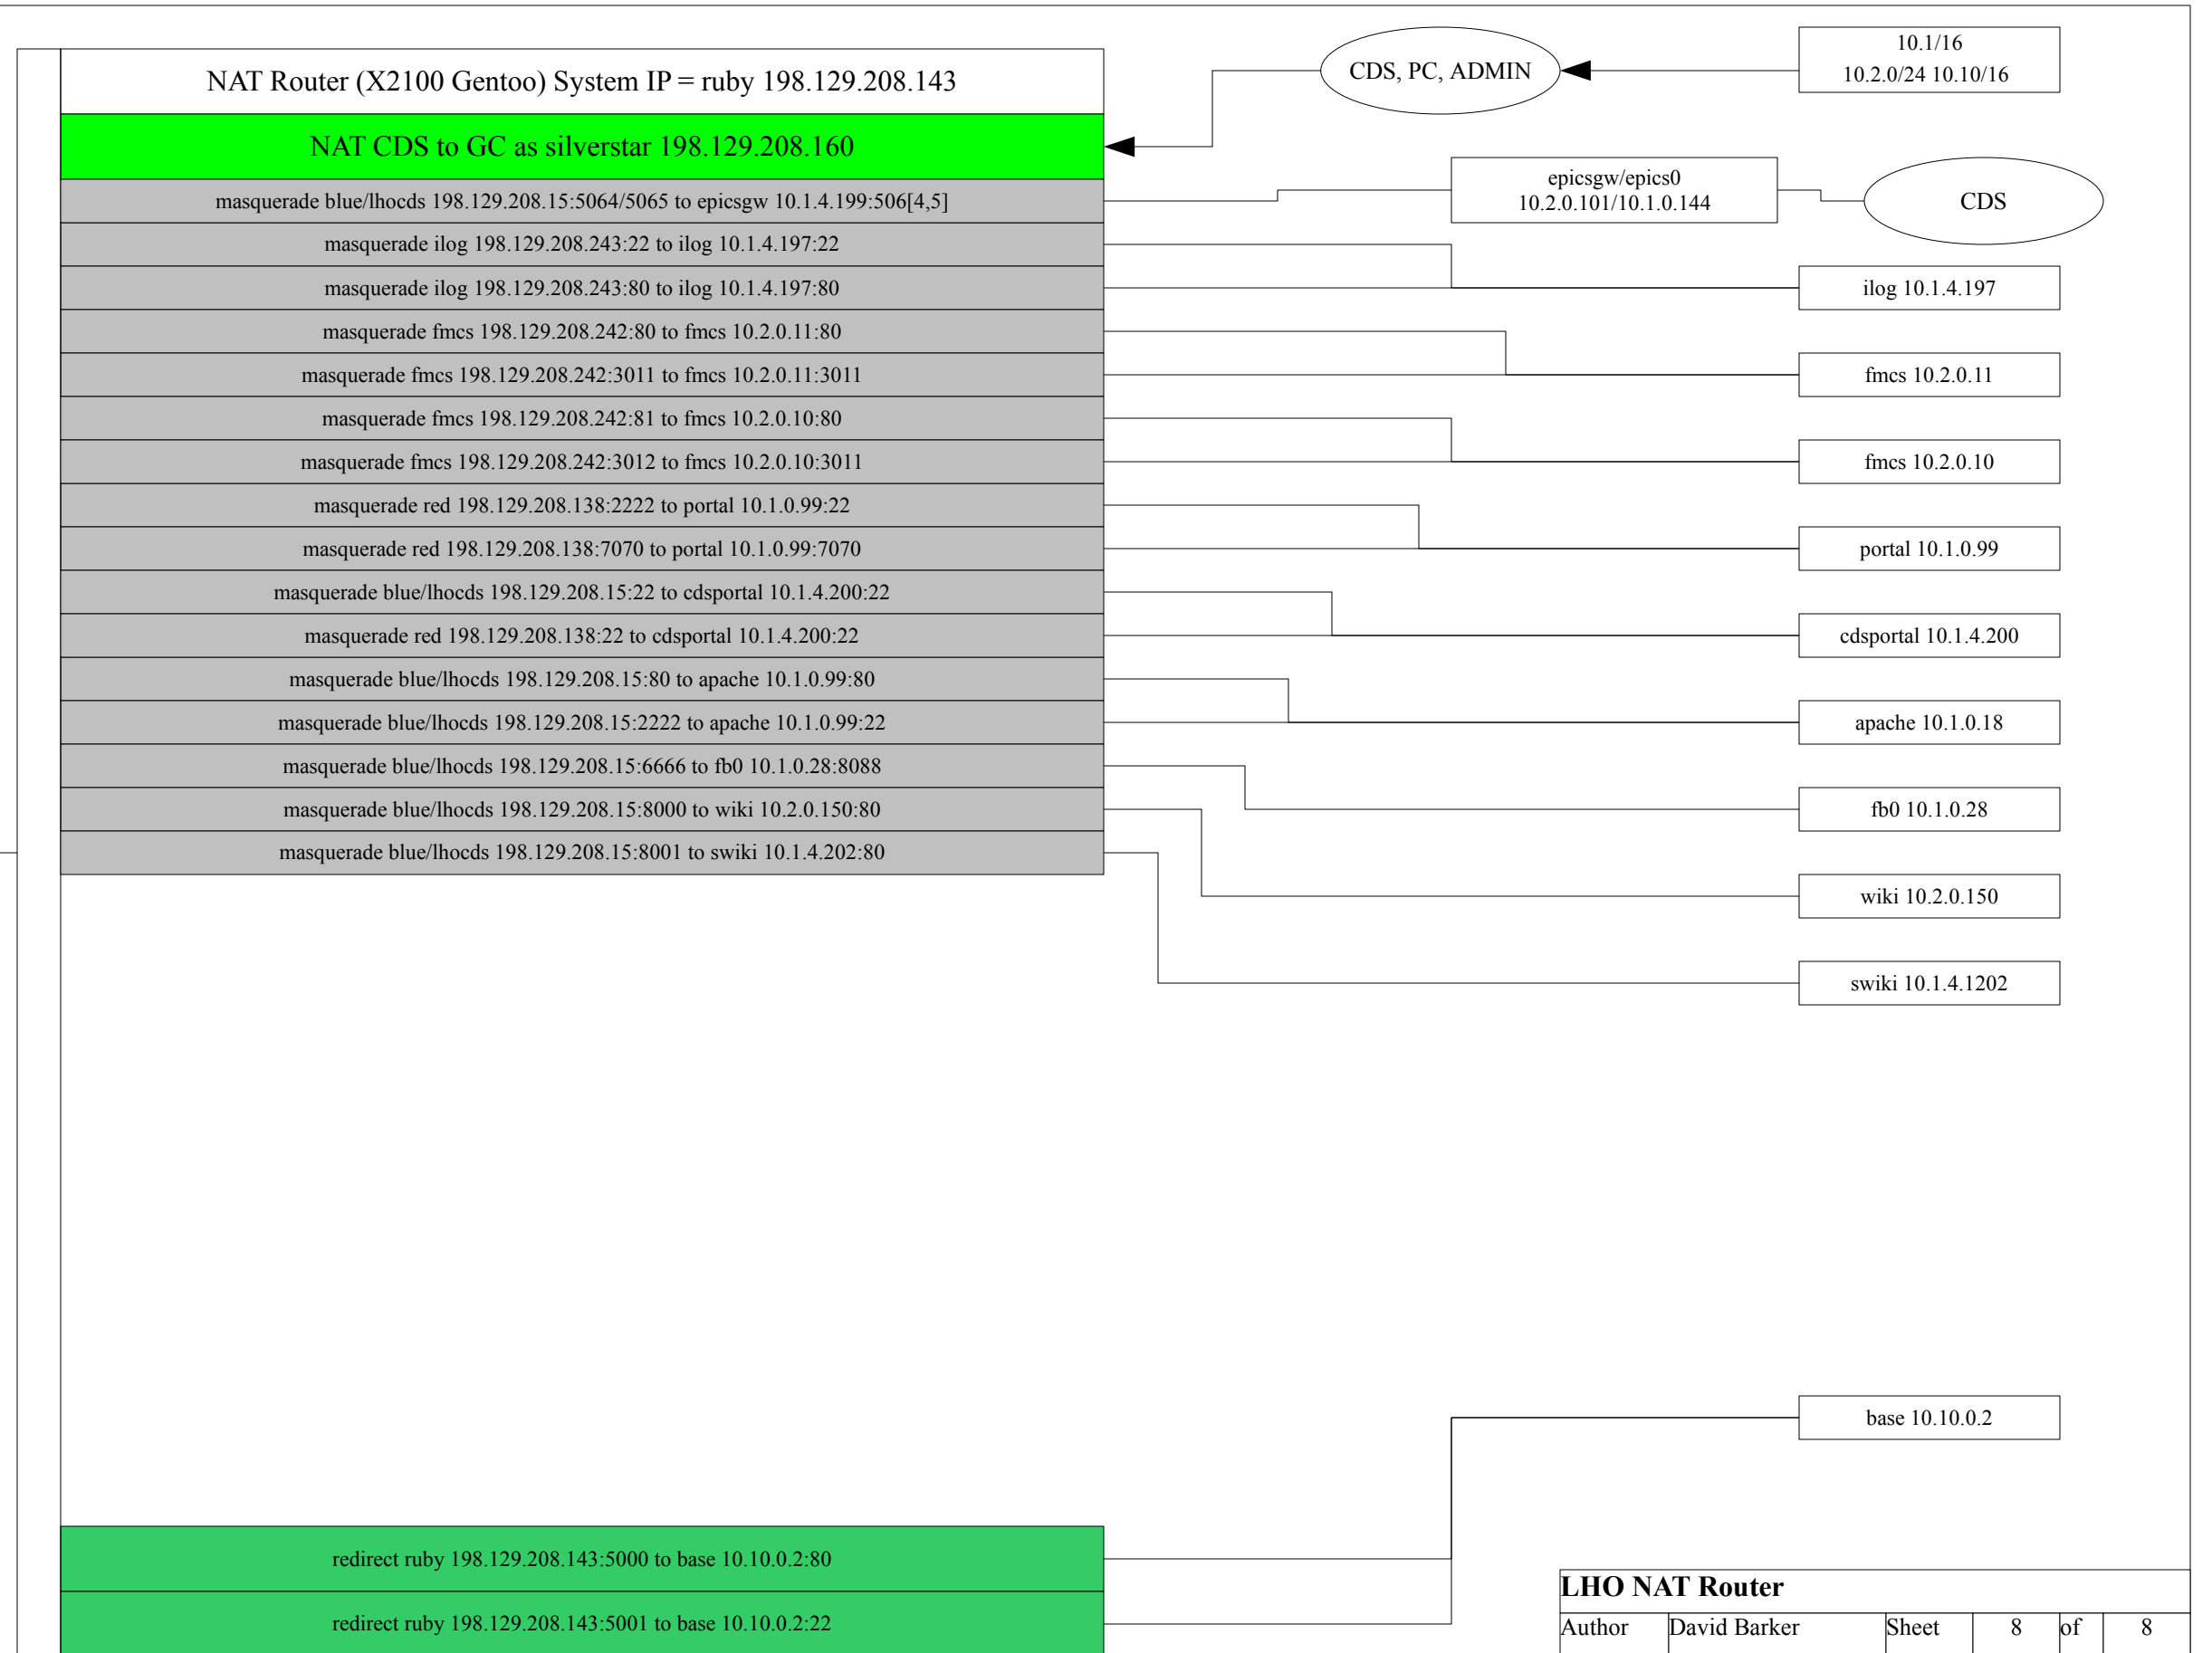 NAT Router (X2100 Gentoo) System IP = ruby 198.129.208.143
CDS, PC, ADMIN
10.1/16
10.2.0/24 10.10/16
NAT CDS to GC as silverstar 198.129.208.160
masquerade blue/lhocds 198.129.208.15:5064/5065 to epicsgw 10.1.4.199:506[4,5]
epicsgw/epics0
10.2.0.101/10.1.0.144
CDS
masquerade ilog 198.129.208.243:22 to ilog 10.1.4.197:22
masquerade ilog 198.129.208.243:80 to ilog 10.1.4.197:80
ilog 10.1.4.197
masquerade fmcs 198.129.208.242:80 to fmcs 10.2.0.11:80
masquerade fmcs 198.129.208.242:3011 to fmcs 10.2.0.11:3011
fmcs 10.2.0.11
masquerade fmcs 198.129.208.242:81 to fmcs 10.2.0.10:80
masquerade fmcs 198.129.208.242:3012 to fmcs 10.2.0.10:3011
fmcs 10.2.0.10
masquerade red 198.129.208.138:2222 to portal 10.1.0.99:22
masquerade red 198.129.208.138:7070 to portal 10.1.0.99:7070
portal 10.1.0.99
masquerade blue/lhocds 198.129.208.15:22 to cdsportal 10.1.4.200:22
masquerade red 198.129.208.138:22 to cdsportal 10.1.4.200:22
cdsportal 10.1.4.200
masquerade blue/lhocds 198.129.208.15:80 to apache 10.1.0.99:80
masquerade blue/lhocds 198.129.208.15:2222 to apache 10.1.0.99:22
apache 10.1.0.18
masquerade blue/lhocds 198.129.208.15:6666 to fb0 10.1.0.28:8088
masquerade blue/lhocds 198.129.208.15:8000 to wiki 10.2.0.150:80
fb0 10.1.0.28
masquerade blue/lhocds 198.129.208.15:8001 to swiki 10.1.4.202:80
wiki 10.2.0.150
swiki 10.1.4.1202
base 10.10.0.2
redirect ruby 198.129.208.143:5000 to base 10.10.0.2:80
redirect ruby 198.129.208.143:5001 to base 10.10.0.2:22
LHO NAT Router
Author David Barker Sheet 8 of 8